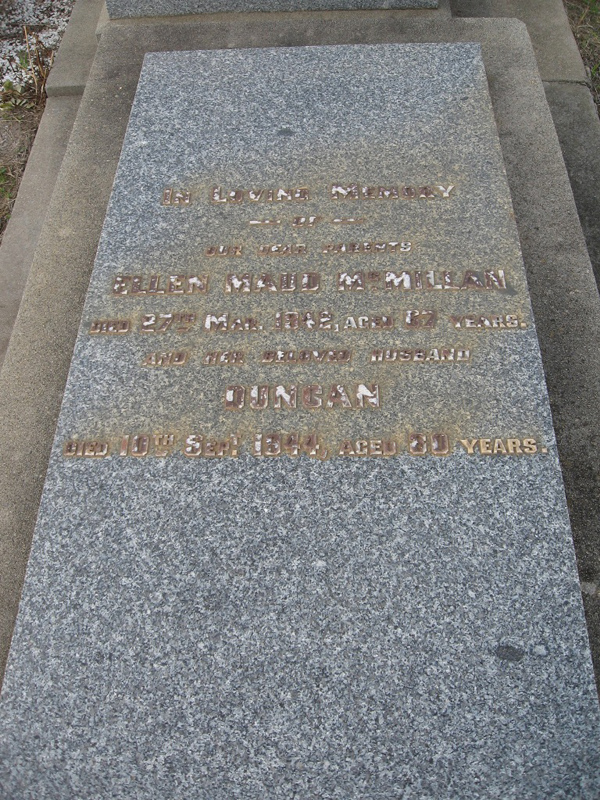 IN LOVING MEMORY
— OF —
OUR DEAR PARENTS
ELLEN MAUD McMILLAN
DIED 27TH MAR. 1942, AGED 67 YEARS.
AND HER BELOVED HUSBAND
DUNCAN
DIED 10TH SEPT 1944, AGED 80 YEARS.